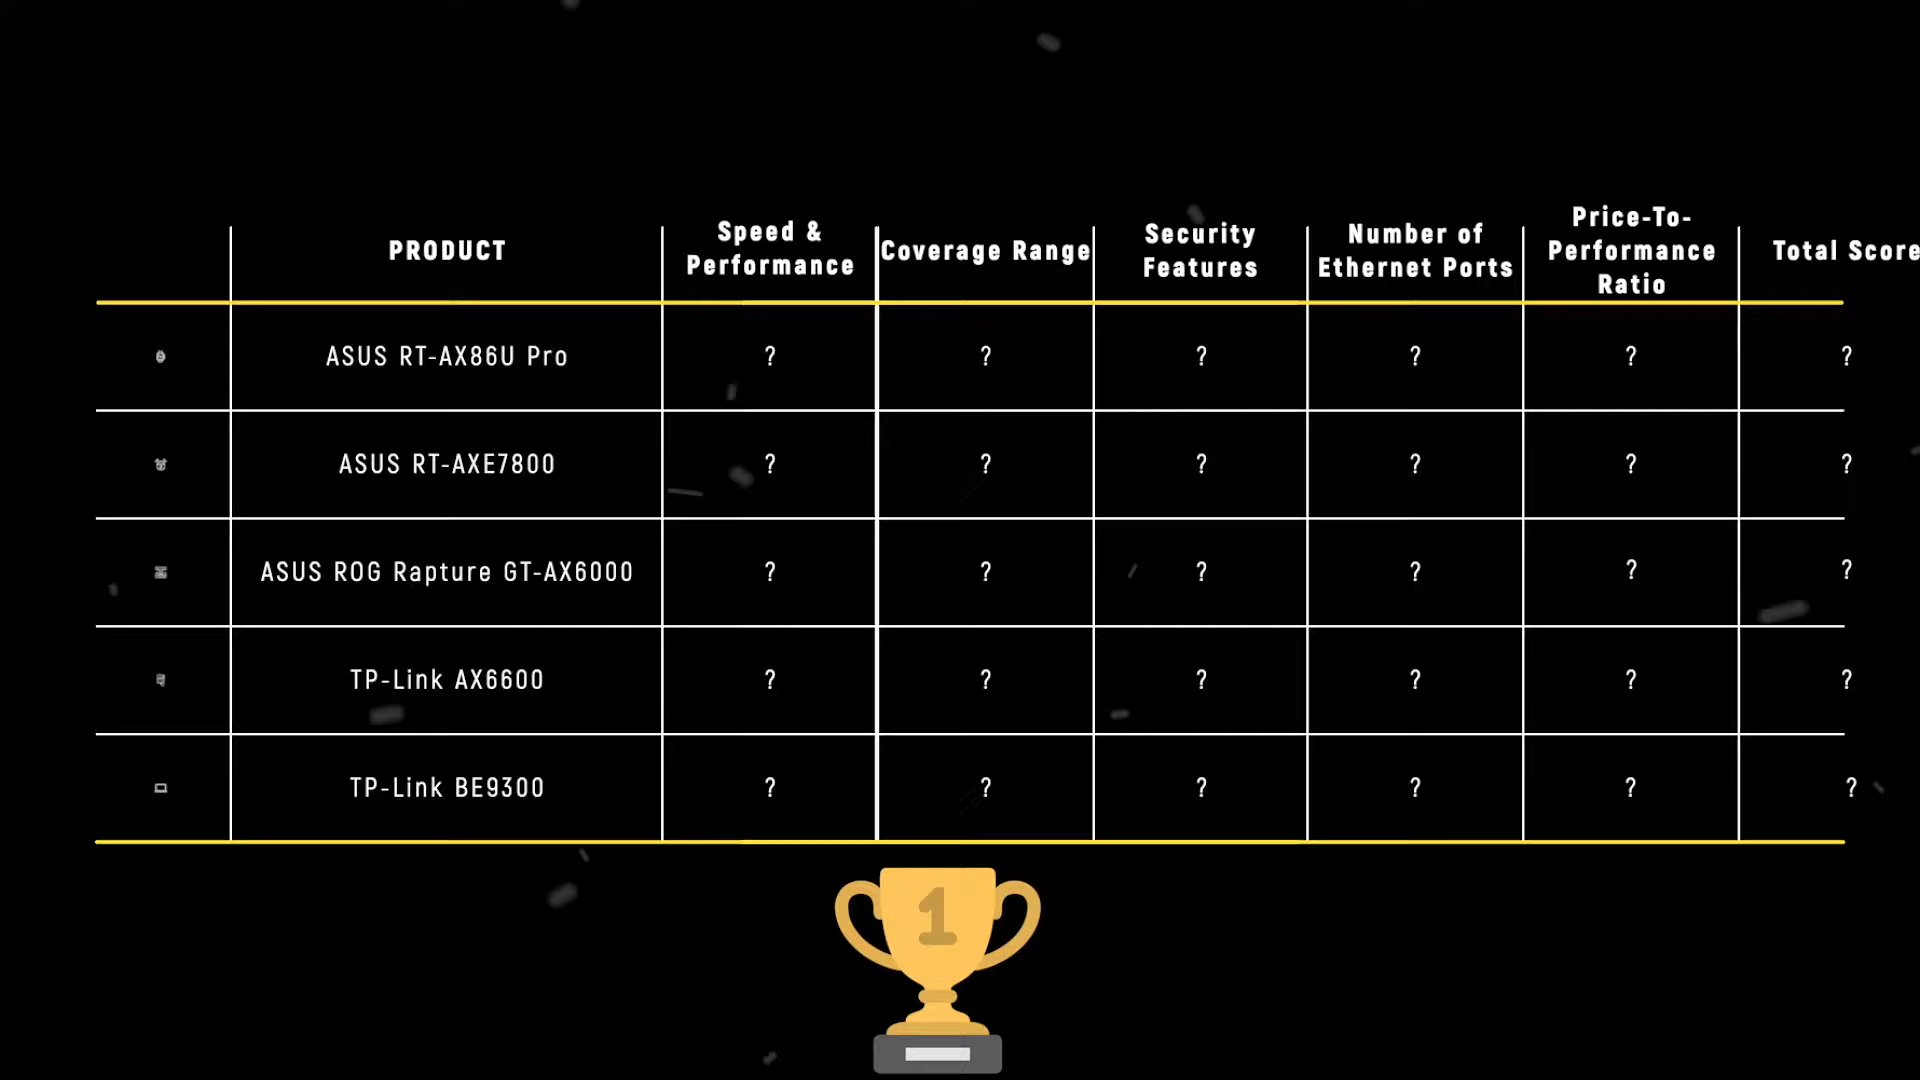 PRODUCT
Speed &
Performance
Coverage Range
Security
Features
Number of
Ethernet Ports
Price-To-
Performance
Ratio
Total Score
ASUS RT-AX86U Pro ? ? ? ? ? ?
ASUS RT-AXE7800 ? ? ? ? ? ?
ASUS ROG Rapture GT-AX6000 ? ? ? ? ? ?
TP-Link AX6600 ? ? ? ? ? ?
TP-Link BE9300 ? ? ? ? ? ?
1